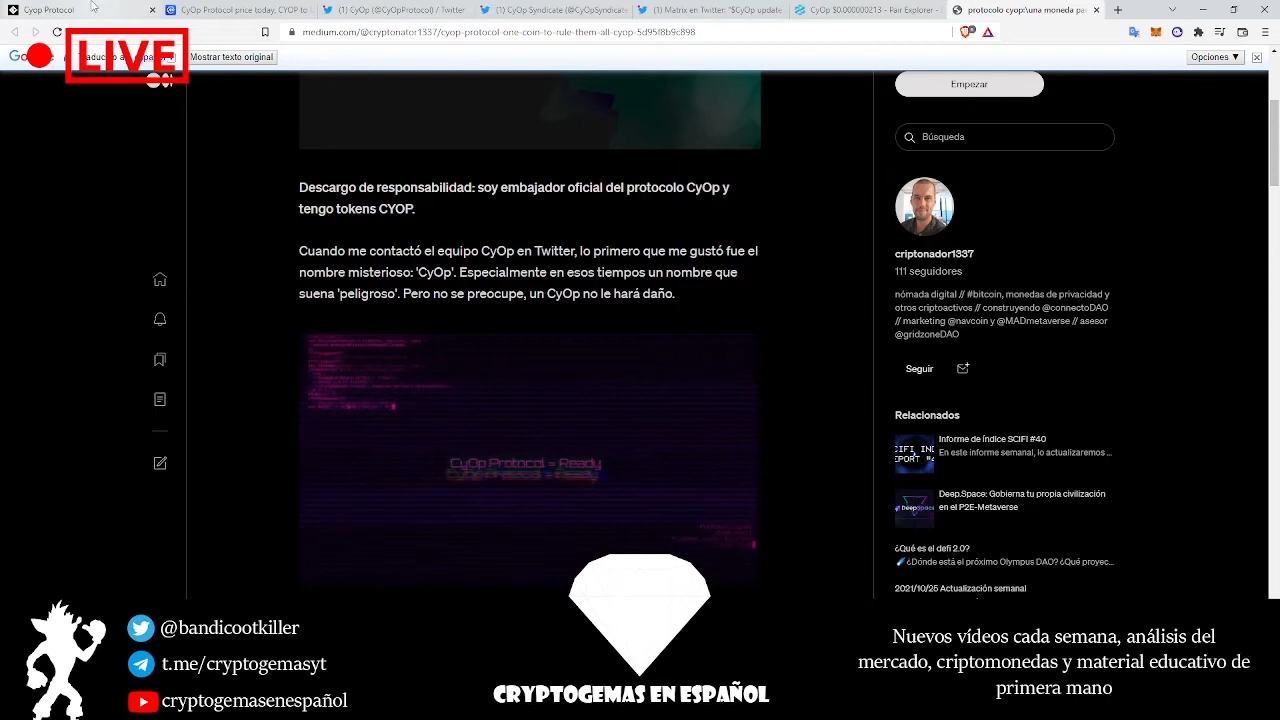 CyOp Protocol
CyOp Protocol price today, CYOP to
(1) CyOp (@CyOpProtocol) / Twitter
(1) CyOp Syndicate (@CyOpSyndicate
(1) Matrix en Twitter: "$CyOp update
CyOp $0.000000213 - Pair Explorer -
protocolo cyop:\una moneda pa
medium.com/@cryptonator1337/cyop-protocol-one-coin-to-rule-them-all-cyop-5d95f8b9c898
Mostrar texto original
Opciones ▼
LIVE
Empezar
Búsqueda
Descargo de responsabilidad: soy embajador oficial del protocolo CyOp y
tengo tokens CYOP.
Cuando me contactó el equipo CyOp en Twitter, lo primero que me gustó fue el
nombre misterioso: 'CyOp'. Especialmente en esos tiempos un nombre que
suena 'peligroso'. Pero no se preocupe, un CyOp no le hará daño.
CyOp Protocol = Ready
criptonador1337
111 seguidores
nómada digital // #bitcoin, monedas de privacidad y
otros criptoactivos // construyendo @connectoDAO
// marketing @navcoin y @MADmetaverse // asesor
@gridzoneDAO
Seguir
Relacionados
Informe de índice SCIFI #40
En este informe semanal, lo actualizaremos ...
Deep.Space: Gobierna tu propia civilización
en el P2E-Metaverse
¿Qué es el defi 2.0?
¿Dónde está el próximo Olympus DAO? ¿Qué proyec...
2021/10/25 Actualización semanal
@bandicootkiller
t.me/cryptogemasyt
cryptogemasenespañol
CRYPTOGEMAS EN ESPAÑOL
Nuevos vídeos cada semana, análisis del
mercado, criptomonedas y material educativo de
primera mano